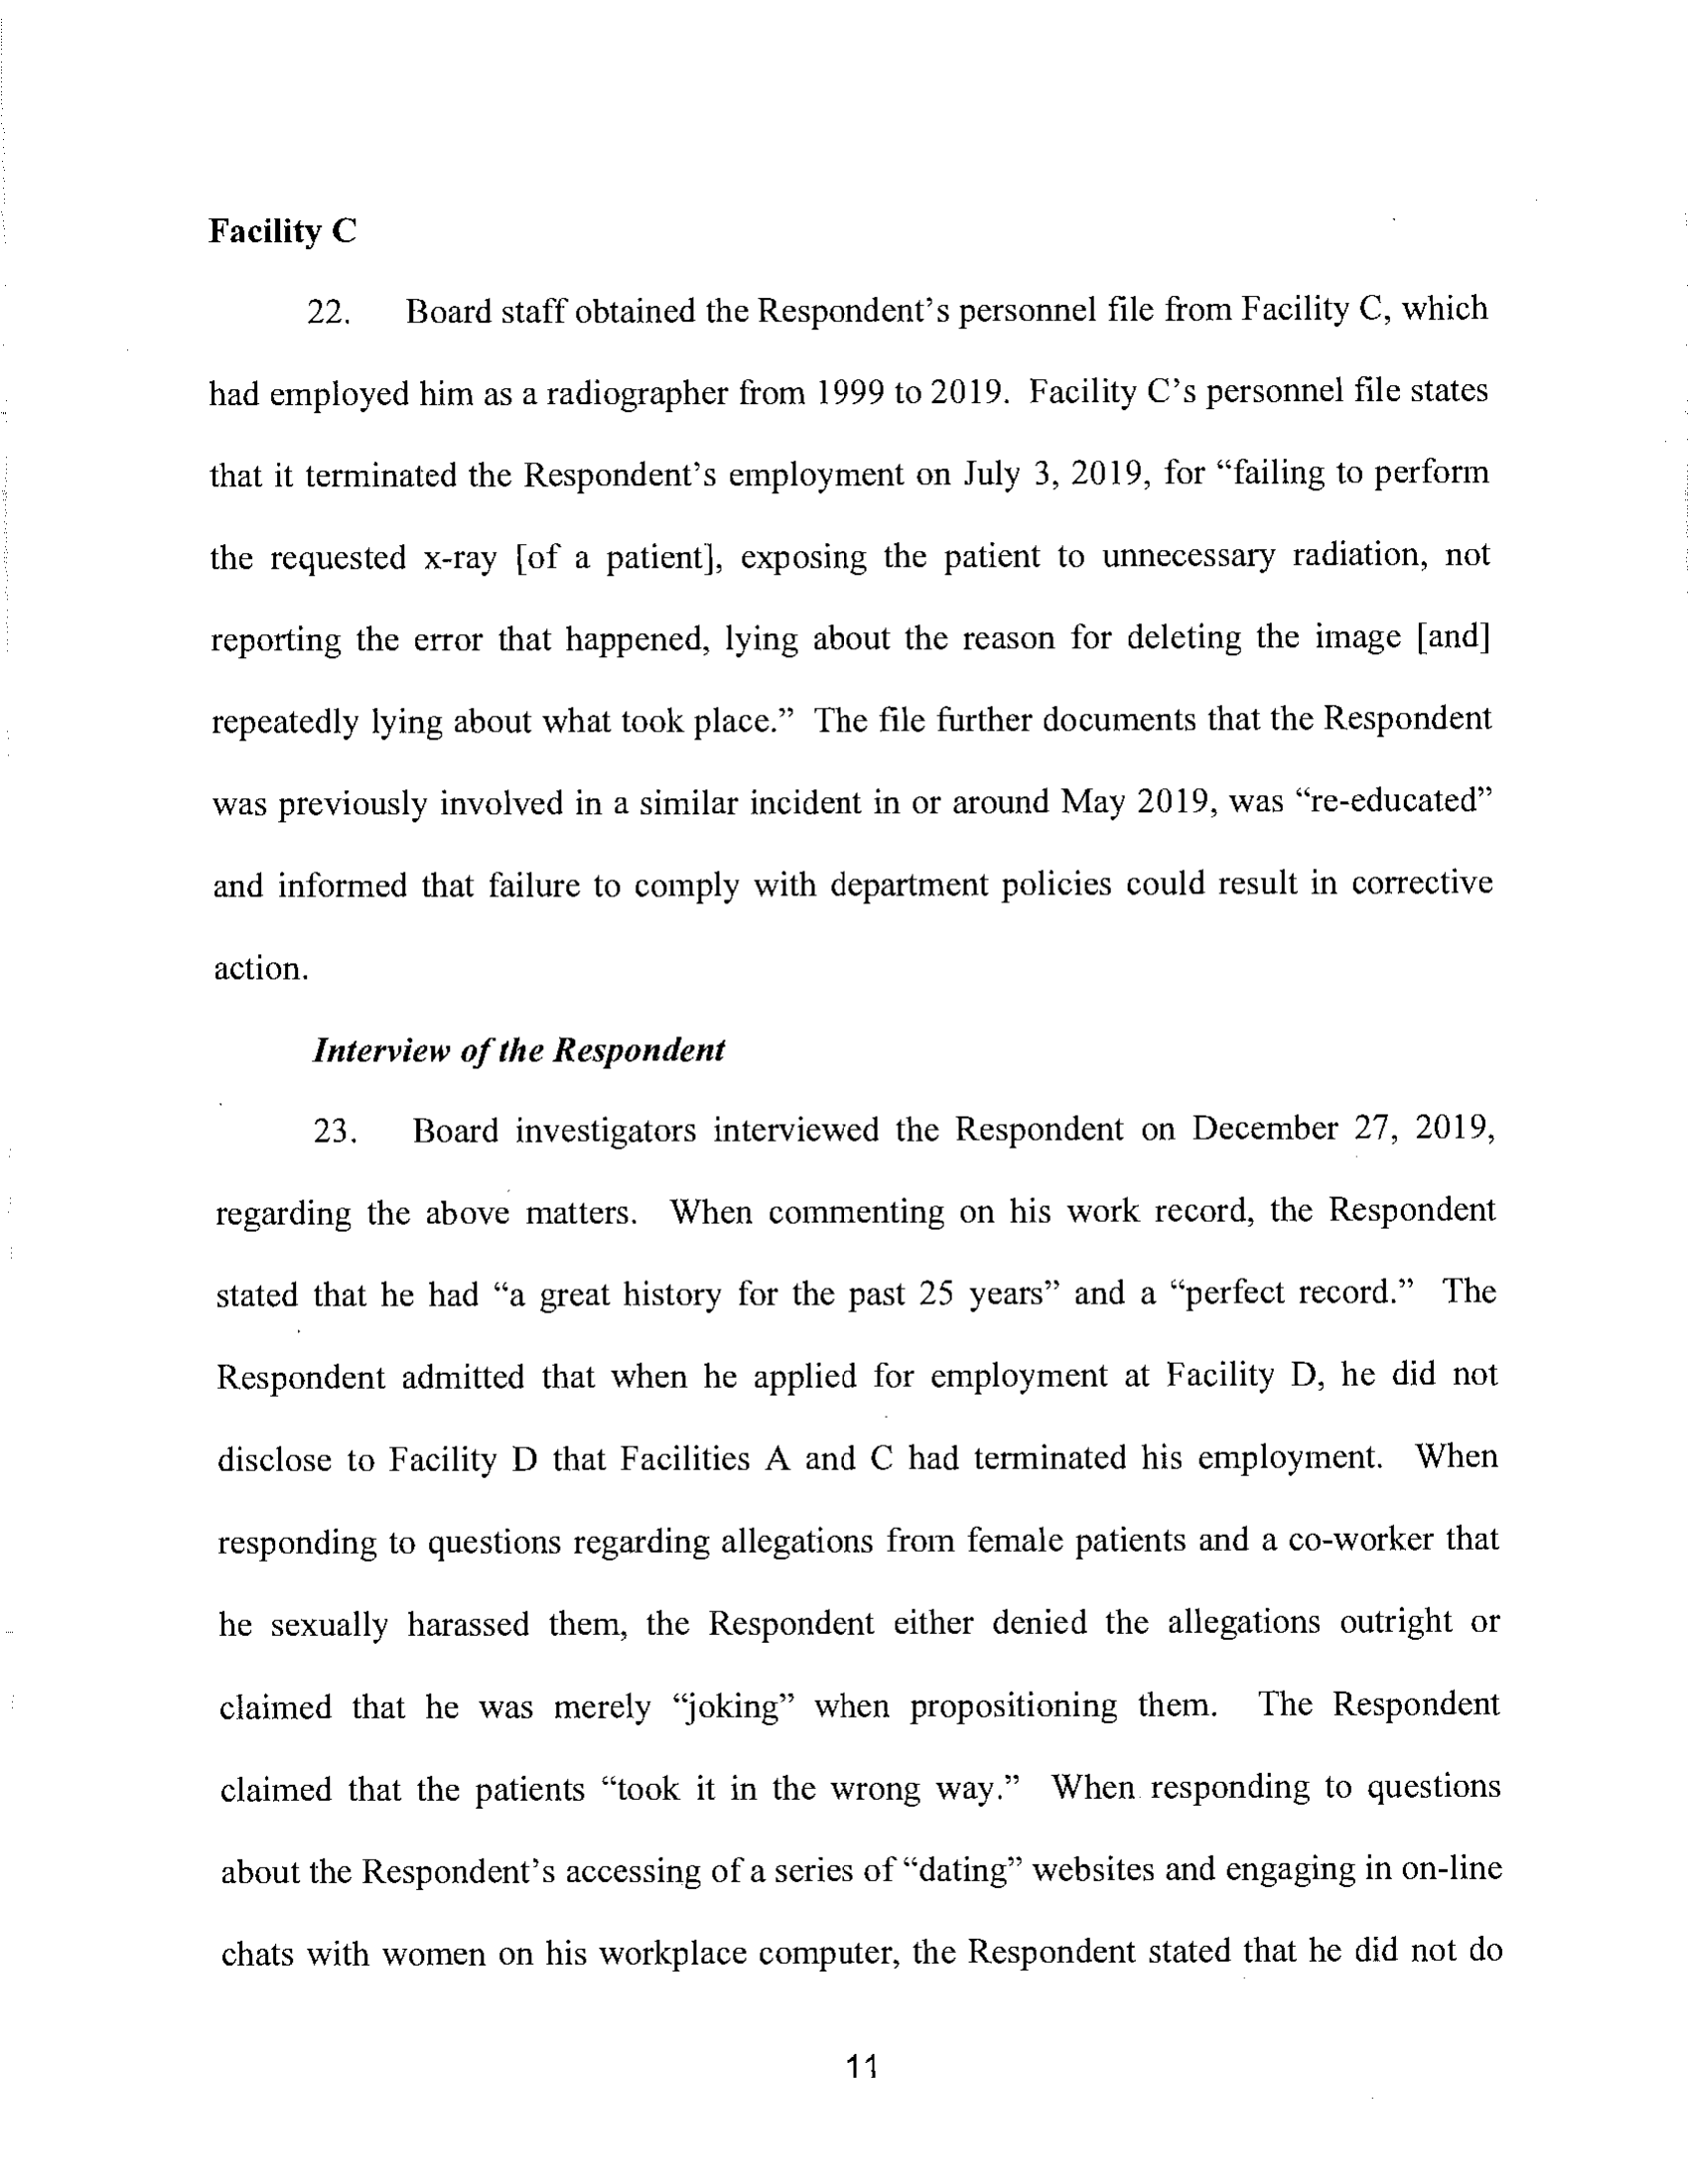 Facility C
22. Board staff obtained the Respondent’s personnel file from Facility C, which
had employed him as a radiographer from 1999 to 2019. Facility C’s personnel file states
that it terminated the Respondent’s employment on July 3, 2019, for “failing to perform
the requested x-ray [of a patient], exposing the patient to unnecessary radiation, not
reporting the error that happened, lying about the reason for deleting the image [and]
repeatedly lying about what took place.” The file further documents that the Respondent
was previously involved in a similar incident in or around May 2019, was “re-educated”
and informed that failure to comply with department policies could result in corrective
action.
Interview of the Respondent
23. Board investigators interviewed the Respondent on December 27, 2019,
regarding the above matters. When commenting on his work record, the Respondent
stated that he had “a great history for the past 25 years” and a “perfect record.” The
Respondent admitted that when he applied for employment at Facility D, he did not
disclose to Facility D that Facilities A and C had terminated his employment. When
responding to questions regarding allegations from female patients and a co-worker that
he sexually harassed them, the Respondent either denied the allegations outright or
claimed that he was merely “joking” when propositioning them. The Respondent
claimed that the patients “took it in the wrong way.” When responding to questions
about the Respondent’s accessing of a series of “dating” websites and engaging in on-line
chats with women on his workplace computer, the Respondent stated that he did not do
11